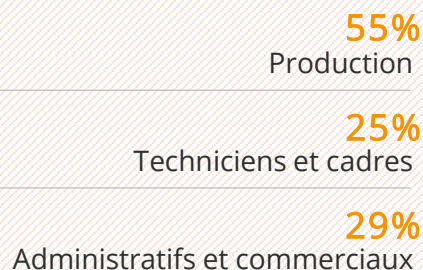 55%
Production
25%
Techniciens et cadres
29%
Administratifs et commerciaux